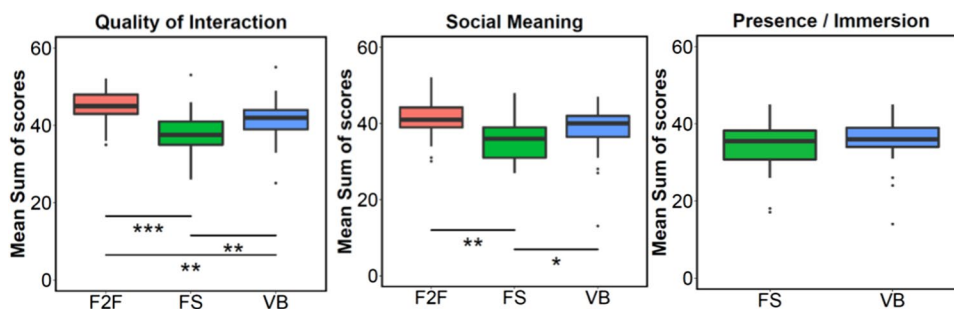 Quality of Interaction
Mean Sum of scores
60
40
20
0
***
**
**
F2F FS VB
Social Meaning
Mean Sum of scores
60
40
20
0
**
*
F2F FS VB
Presence / Immersion
Mean Sum of scores
60
40
20
0
FS VB